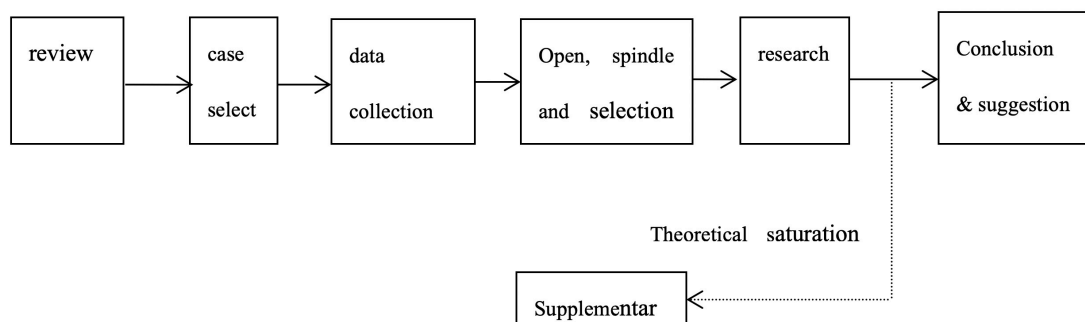 review
case
select
data
collection
Open, spindle
and selection
research
Conclusion
& suggestion
Theoretical saturation
Supplementar